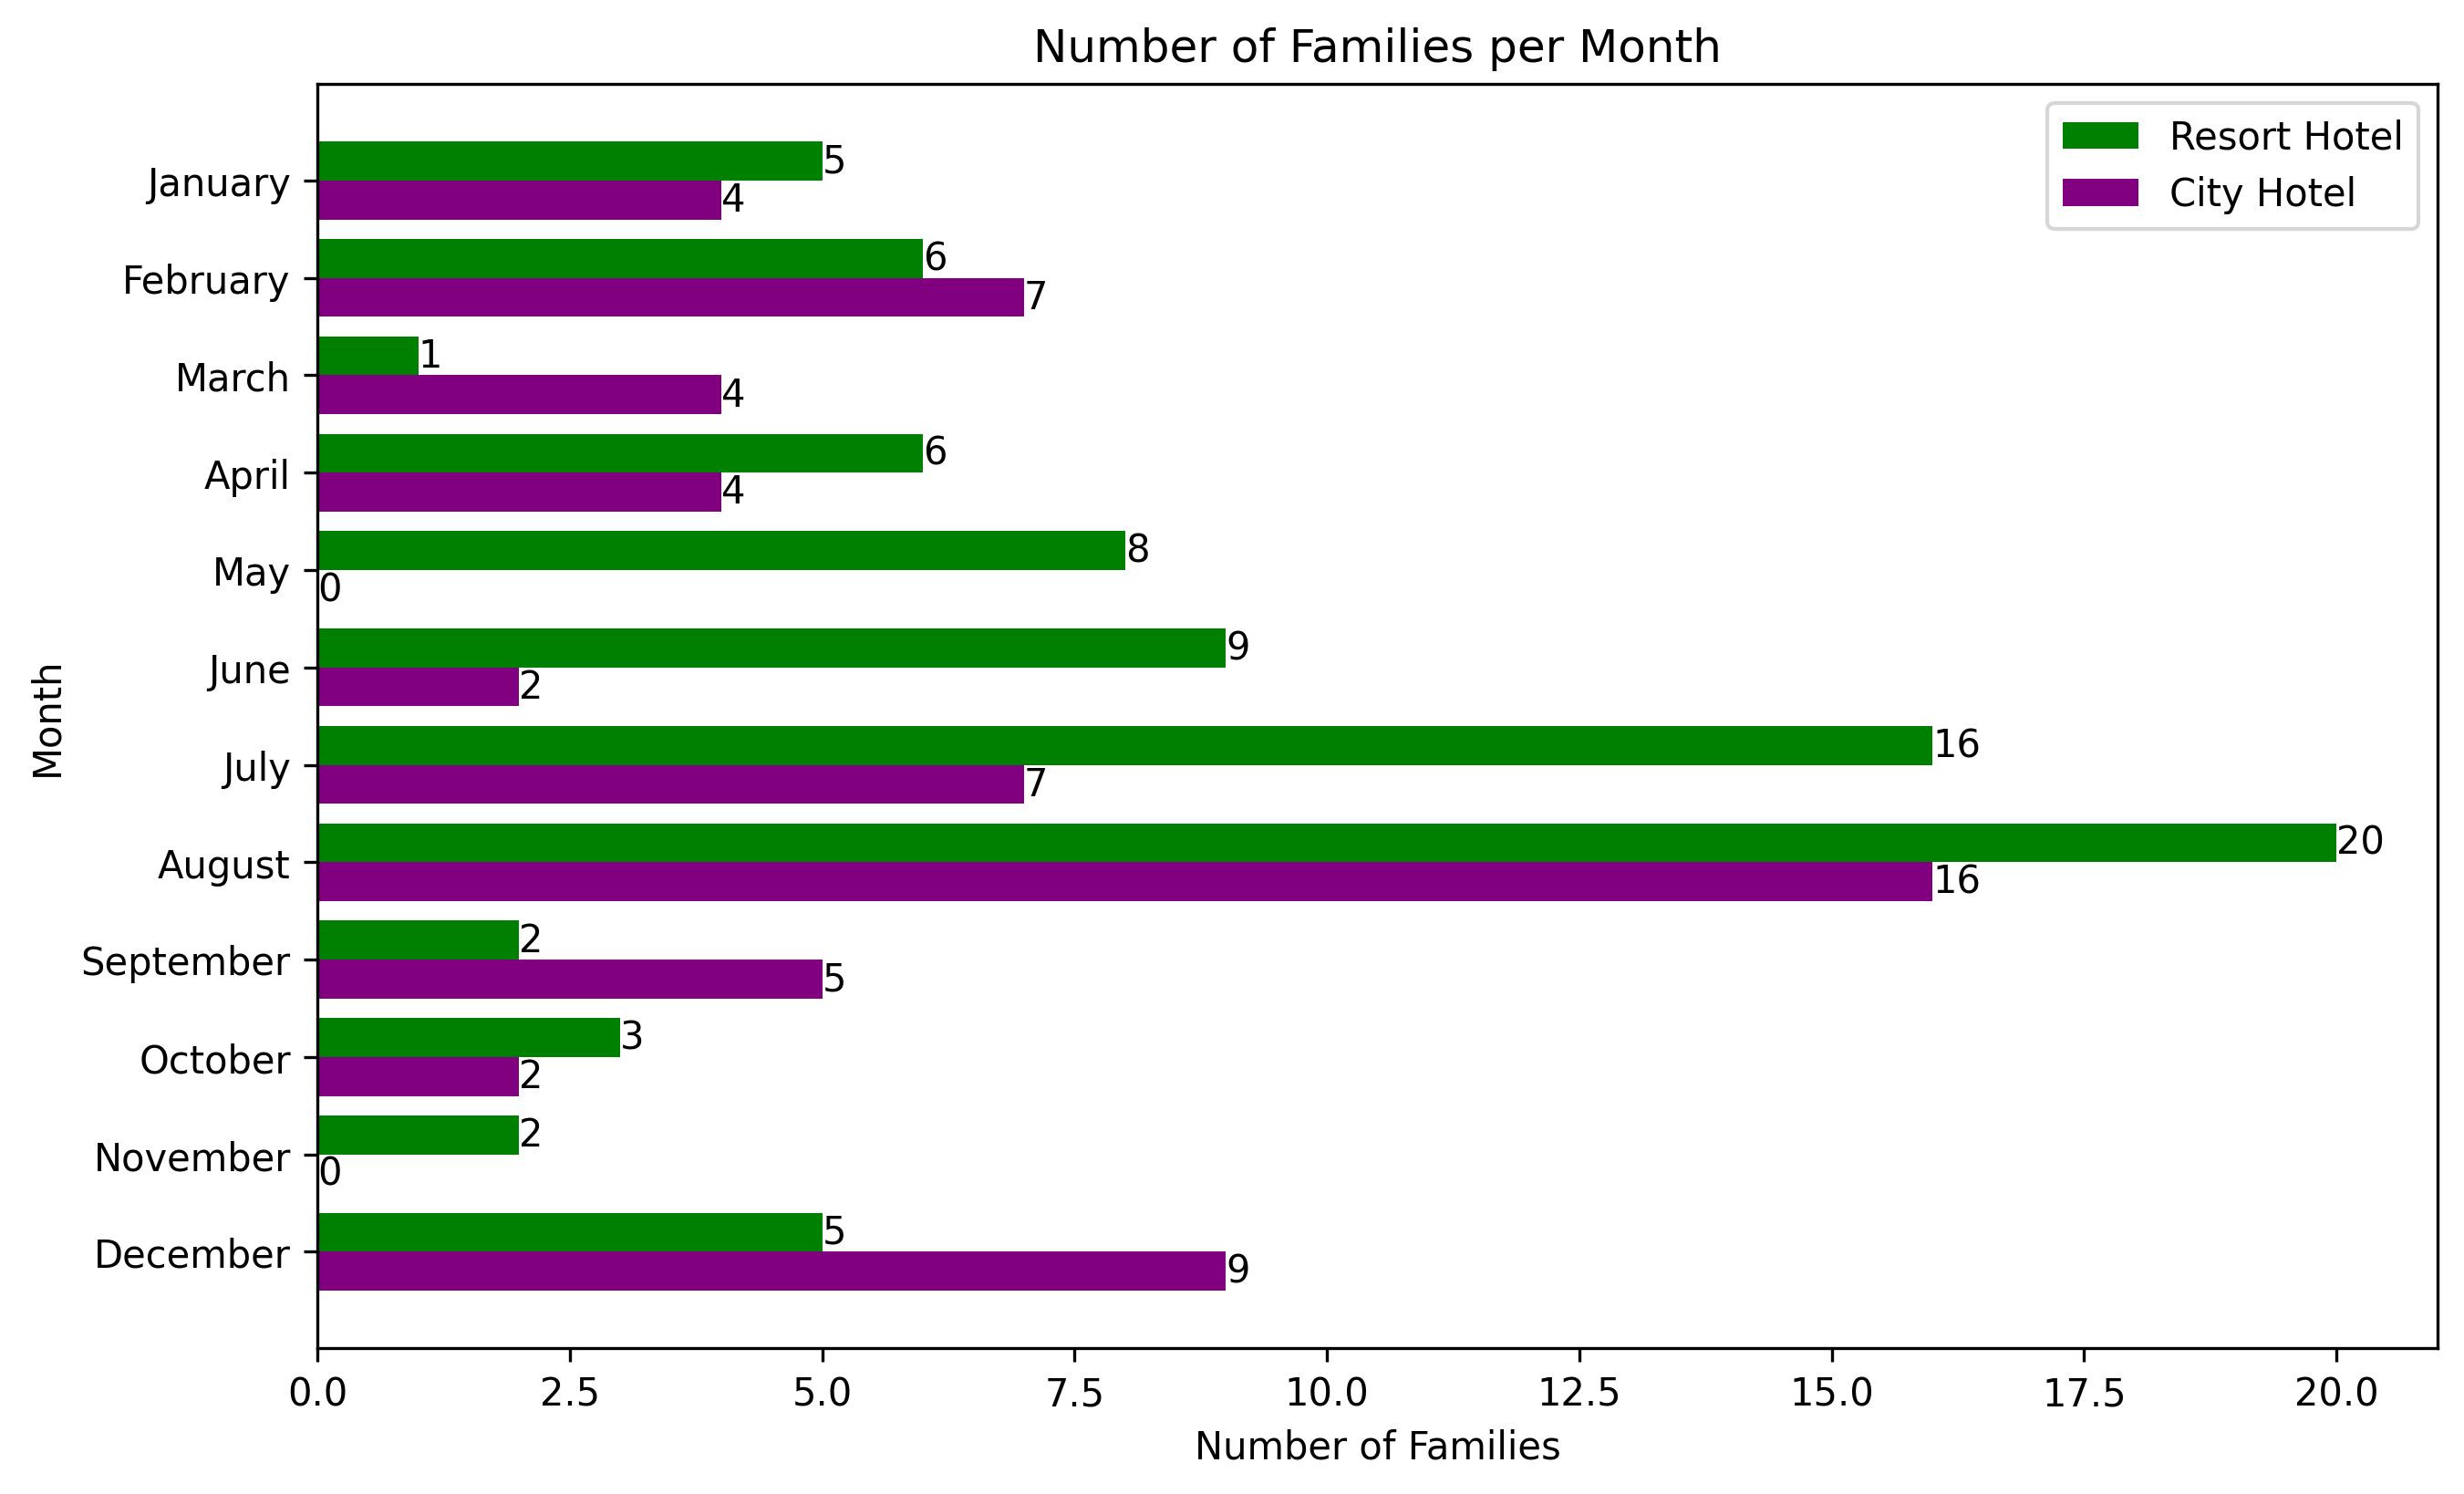 Number of Families per Month
Resort Hotel
City Hotel
Month
January
5
4
February
6
7
March
1
4
April
6
4
May
8
0
June
9
2
July
16
7
August
20
16
September
2
5
October
3
2
November
2
0
December
5
9
0.0 2.5 5.0 7.5 10.0 12.5 15.0 17.5 20.0
Number of Families